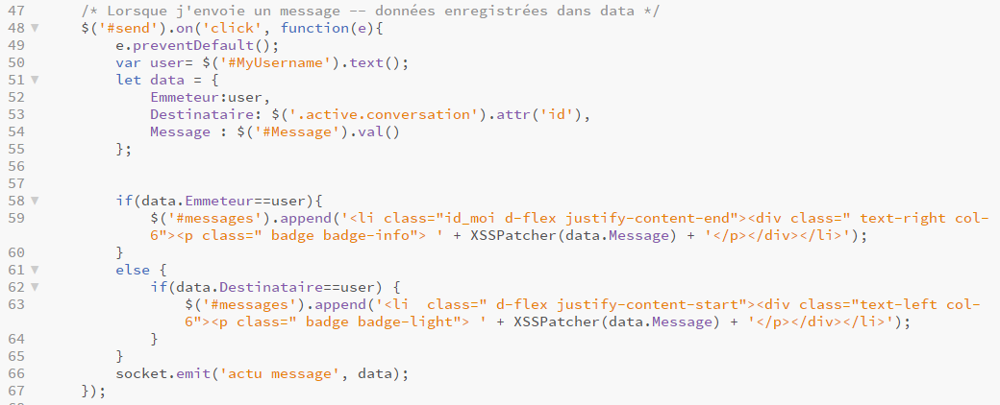 47 /* Lorsque j'envoie un message -- données enregistrées dans data */
48 $('#send').on('click', function(e){
49 e.preventDefault();
50 var user= $('#MyUsername').text();
51 let data = {
52 Emmeteur:user,
53 Destinataire: $('.active.conversation').attr('id'),
54 Message : $('#Message').val()
55 };
56
57
58 if(data.Emmeteur==user){
59 $('#messages').append('<li class="id_moi d-flex justify-content-end"><div class=" text-right col-
6"><p class=" badge badge-info"> ' + XSSPatcher(data.Message) + '</p></div></li>');
60 }
61 else {
62 if(data.Destinataire==user) {
63 $('#messages').append('<li  class=" d-flex justify-content-start"><div class="text-left col-
6"><p class=" badge badge-light"> ' + XSSPatcher(data.Message) + '</p></div></li>');
64 }
65 }
66 socket.emit('actu message', data);
67 });